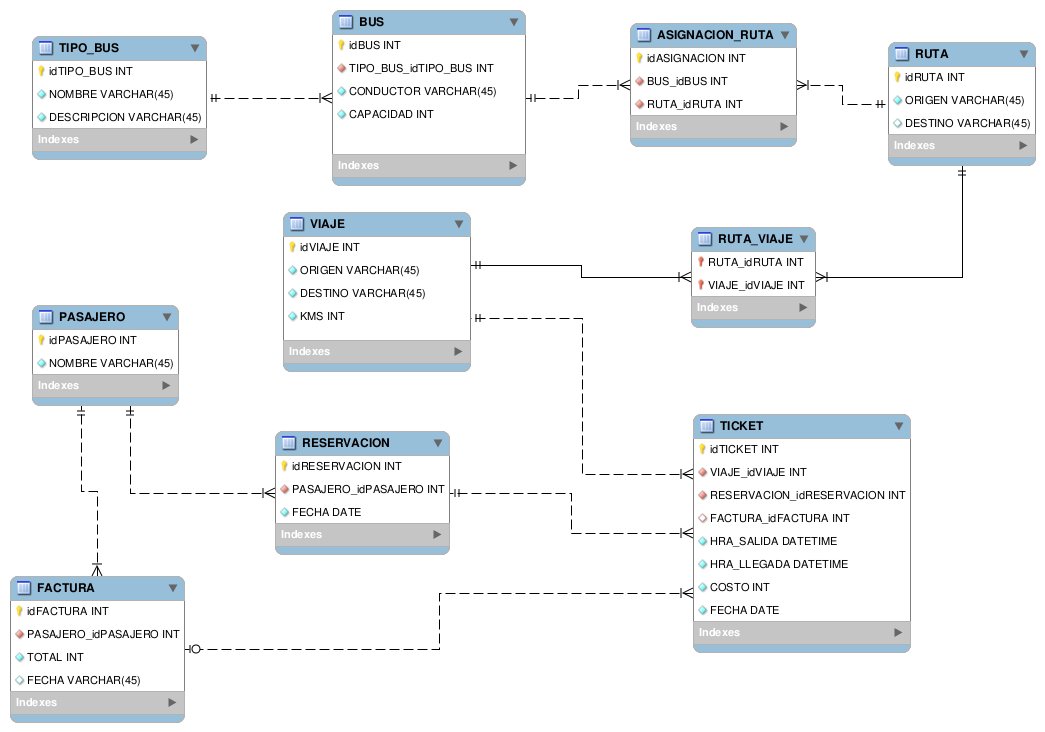 TIPO_BUS
idTIPO_BUS INT
NOMBRE VARCHAR(45)
DESCRIPCION VARCHAR(45)
Indexes
BUS
idBUS INT
TIPO_BUS_idTIPO_BUS INT
CONDUCTOR VARCHAR(45)
CAPACIDAD INT
Indexes
ASIGNACION_RUTA
idASIGNACION INT
BUS_idBUS INT
RUTA_idRUTA INT
Indexes
RUTA
idRUTA INT
ORIGEN VARCHAR(45)
DESTINO VARCHAR(45)
Indexes
VIAJE
idVIAJE INT
ORIGEN VARCHAR(45)
DESTINO VARCHAR(45)
KMS INT
Indexes
RUTA_VIAJE
RUTA_idRUTA INT
VIAJE_idVIAJE INT
Indexes
PASAJERO
idPASAJERO INT
NOMBRE VARCHAR(45)
Indexes
RESERVACION
idRESERVACION INT
PASAJERO_idPASAJERO INT
FECHA DATE
Indexes
TICKET
idTICKET INT
VIAJE_idVIAJE INT
RESERVACION_idRESERVACION INT
FACTURA_idFACTURA INT
HRA_SALIDA DATETIME
HRA_LLEGADA DATETIME
COSTO INT
FECHA DATE
Indexes
FACTURA
idFACTURA INT
PASAJERO_idPASAJERO INT
TOTAL INT
FECHA VARCHAR(45)
Indexes